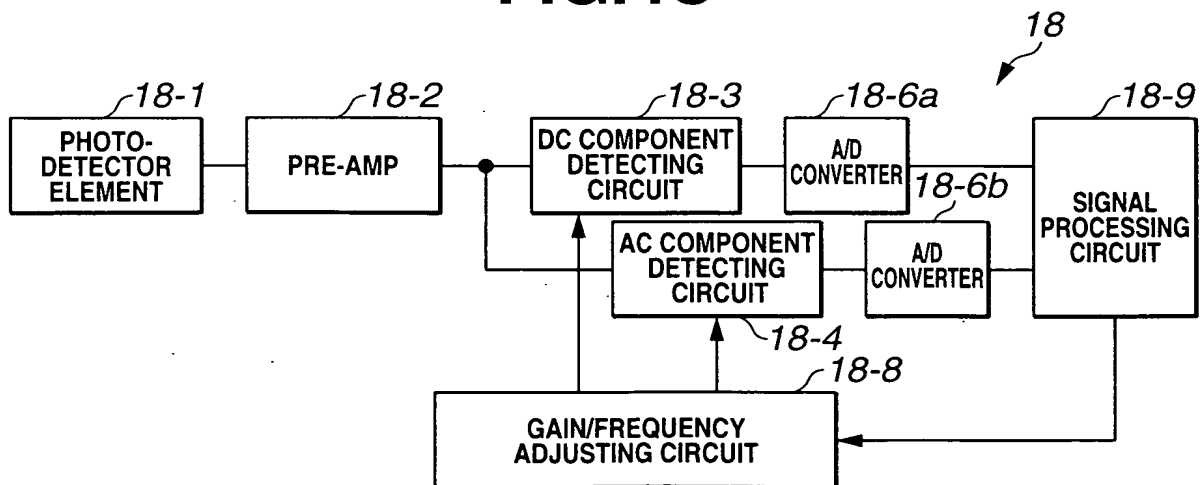 18
18-1
18-2
18-3
18-6a
18-9
PHOTO-
DETECTOR
ELEMENT
PRE-AMP
DC COMPONENT
DETECTING
CIRCUIT
A/D
CONVERTER
18-6b
SIGNAL
PROCESSING
CIRCUIT
AC COMPONENT
DETECTING
CIRCUIT
A/D
CONVERTER
18-4
18-8
GAIN/FREQUENCY
ADJUSTING CIRCUIT